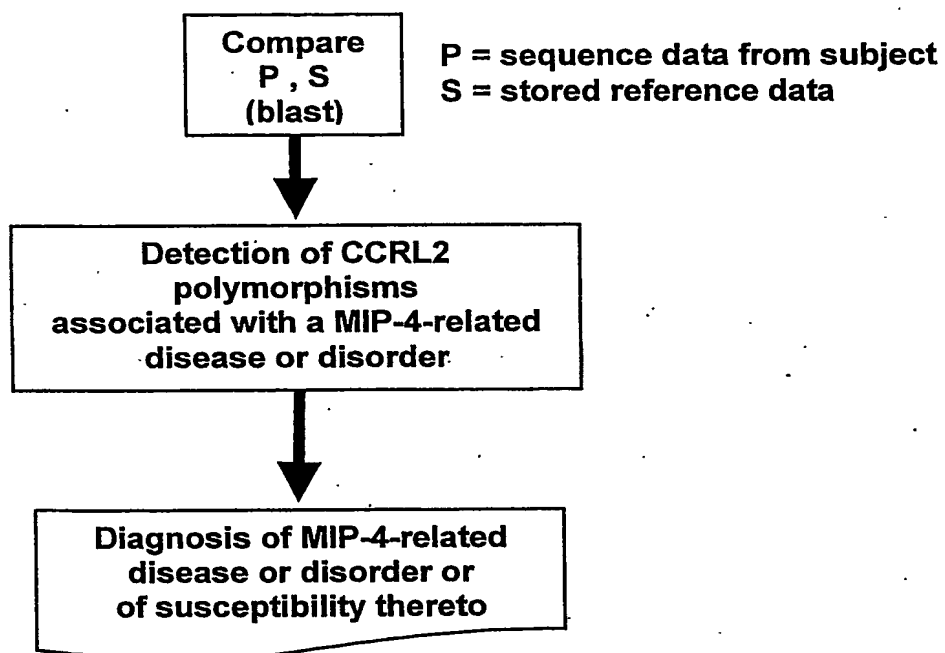 Compare
P , S
(blast)
P = sequence data from subject
S = stored reference data
Detection of CCRL2
polymorphisms
associated with a MIP-4-related
disease or disorder
Diagnosis of MIP-4-related
disease or disorder or
of susceptibility thereto